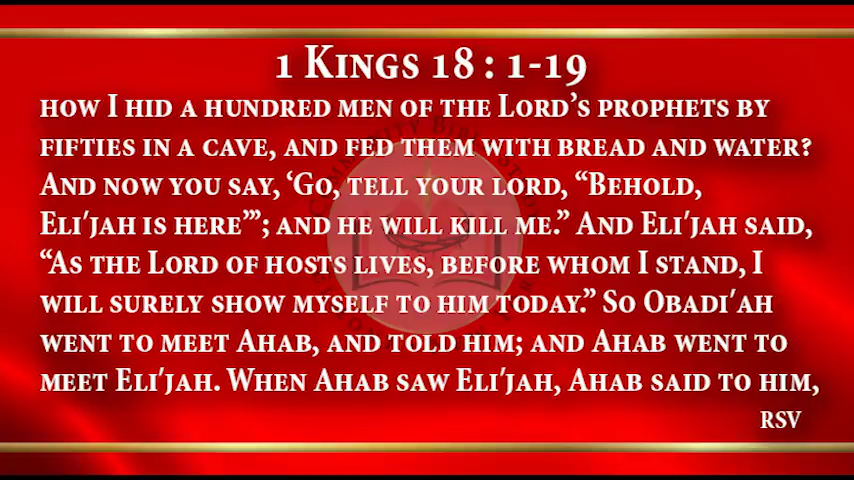 1 Kings 18 : 1-19
how I hid a hundred men of the Lord’s prophets by
fifties in a cave, and fed them with bread and water?
And now you say, ‘Go, tell your lord, “Behold,
Eli′jah is here”’; and he will kill me.” And Eli′jah said,
“As the Lord of hosts lives, before whom I stand, I
will surely show myself to him today.” So Obadi′ah
went to meet Ahab, and told him; and Ahab went to
meet Eli′jah. When Ahab saw Eli′jah, Ahab said to him,
RSV